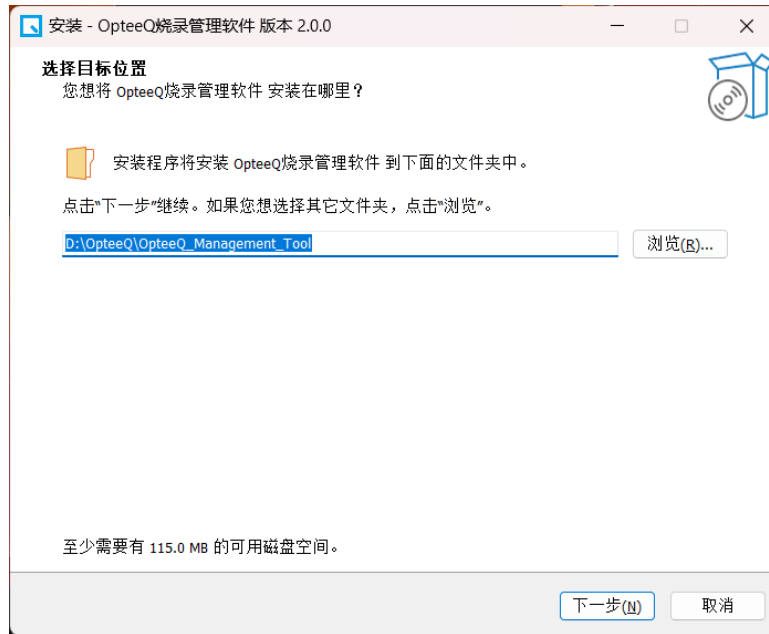 安装 - OpteeQ烧录管理软件 版本 2.0.0
选择目标位置
您想将 OpteeQ烧录管理软件 安装在哪里？
安装程序将安装 OpteeQ烧录管理软件 到下面的文件夹中。
点击“下一步”继续。如果您想选择其它文件夹，点击“浏览”。
D:\OpteeQ\OpteeQ_Management_Tool
浏览(R)...
至少需要有 115.0 MB 的可用磁盘空间。
下一步(N)
取消